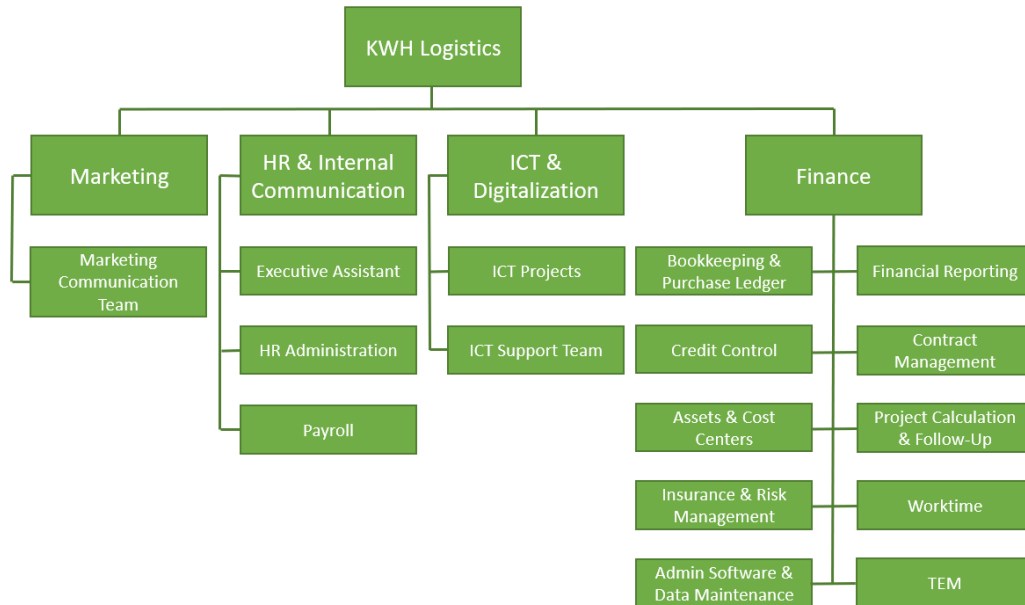 KWH Logistics
Marketing
HR & Internal
Communication
ICT &
Digitalization
Finance
Marketing
Communication
Team
Executive Assistant
HR Administration
Payroll
ICT Projects
ICT Support Team
Bookkeeping &
Purchase Ledger
Financial Reporting
Credit Control
Contract
Management
Assets & Cost
Centers
Project Calculation
& Follow-Up
Insurance & Risk
Management
Worktime
Admin Software &
Data Maintenance
TEM